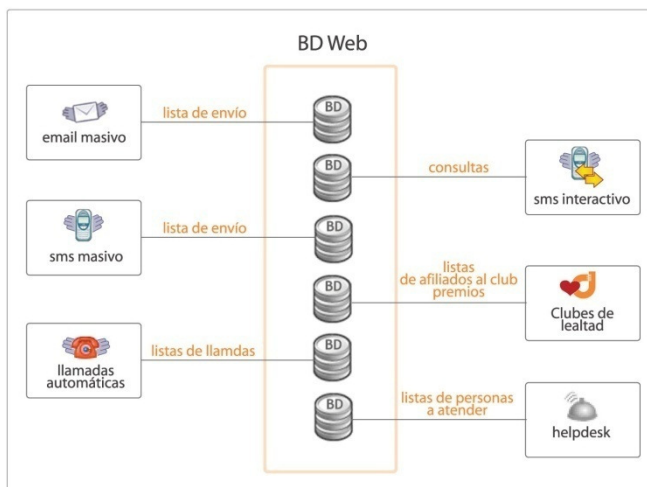 BD Web
BD
lista de envío
email masivo
BD
consultas
sms interactivo
BD
lista de envío
sms masivo
BD
listas
de afiliados al club
premios
Clubes de
lealtad
BD
listas de llamdas
llamadas
automáticas
BD
listas de personas
a atender
helpdesk